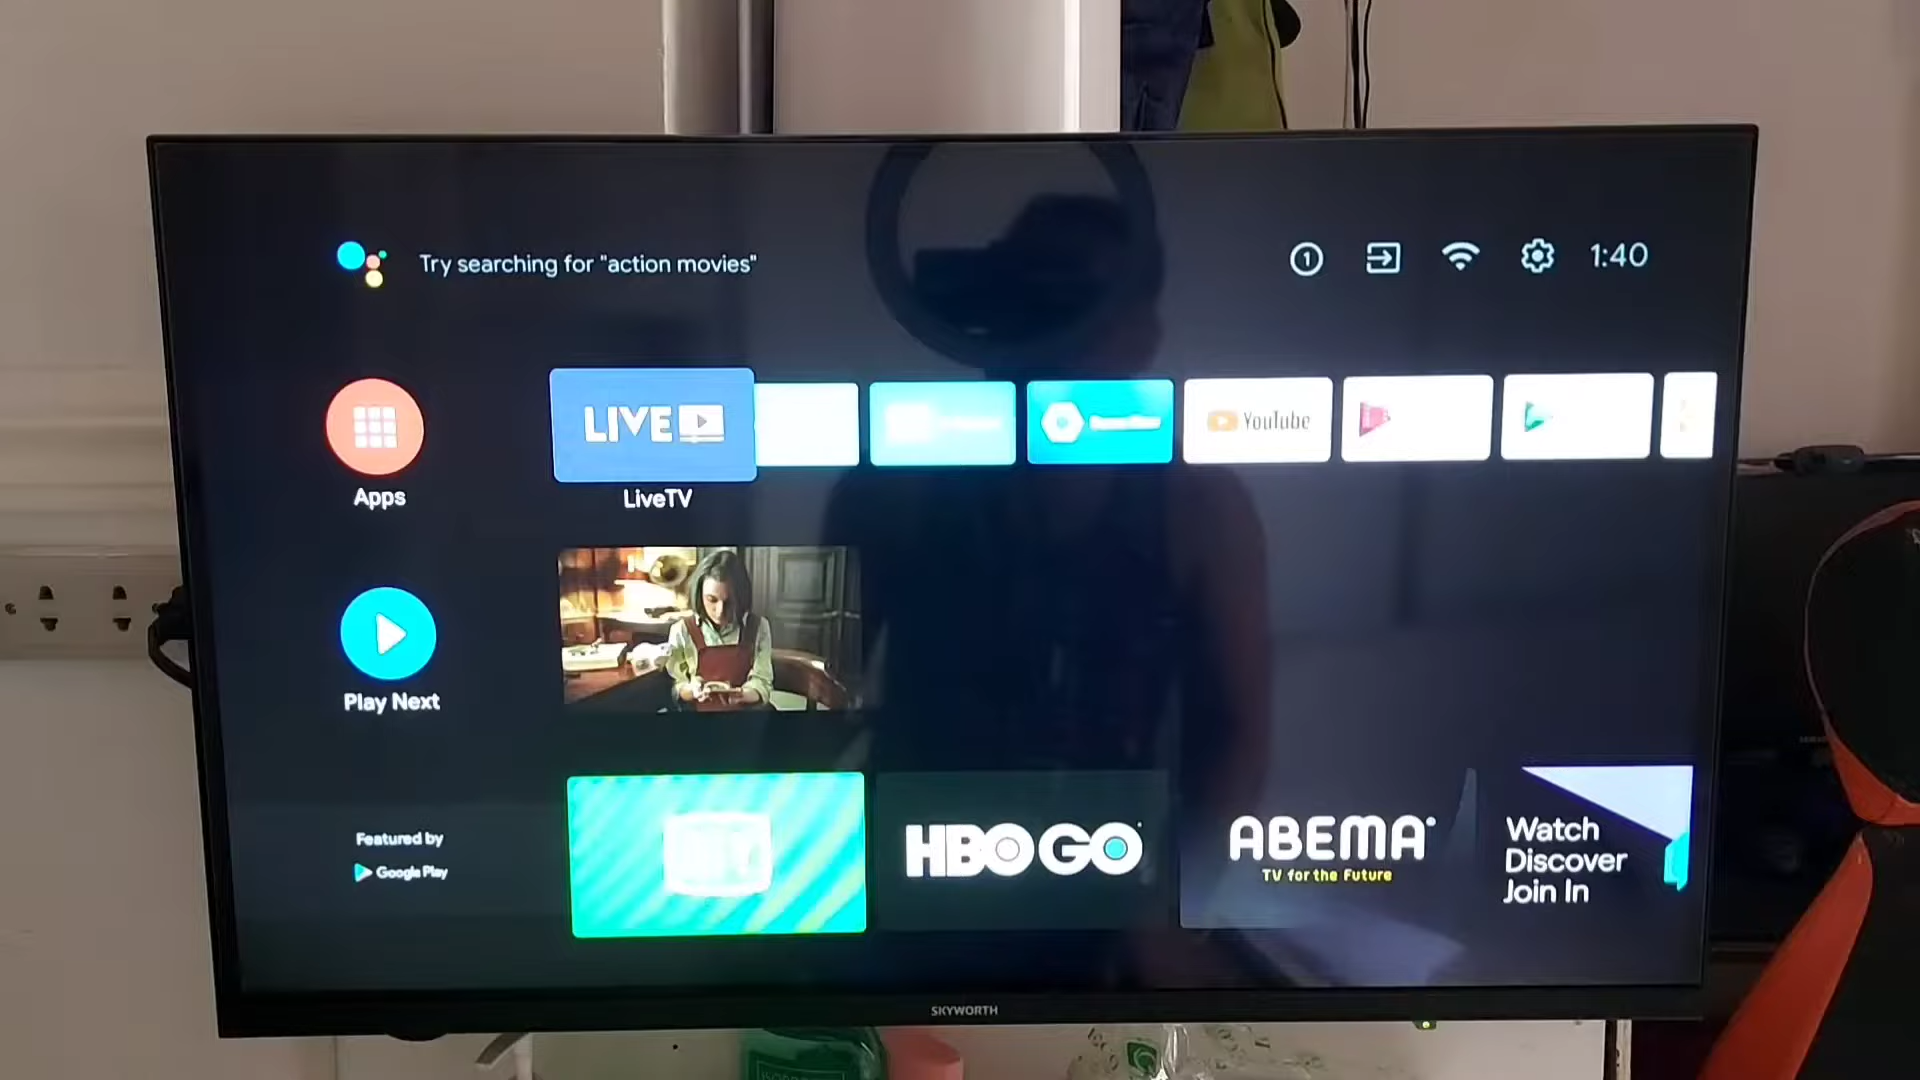 Try searching for "action movies"
1
1:40
LIVE
YouTube
Apps
LiveTV
Play Next
Featured by
Google Play
HBO GO
ABEMA
TV for the Future
Watch
Discover
Join In
SKYWORTH